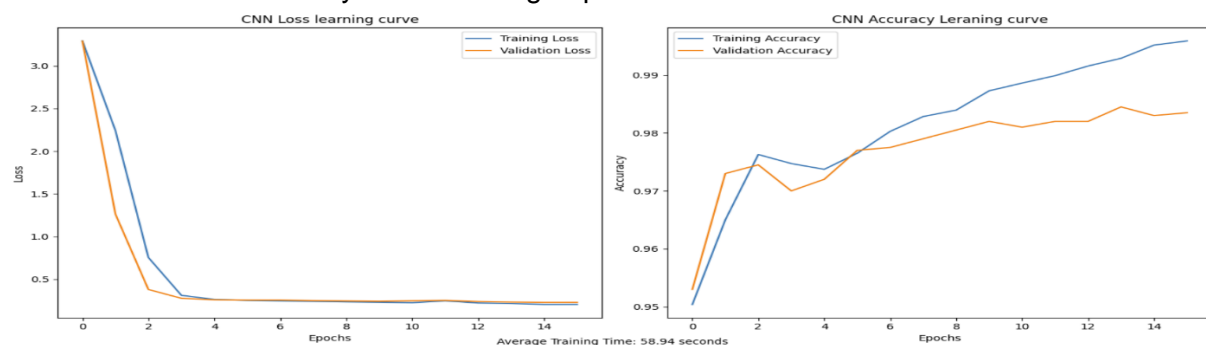 CNN Loss learning curve
Training Loss
Validation Loss
3.0
2.5
2.0
1.5
1.0
0.5
Loss
0 2 4 6 8 10 12 14
Epochs
CNN Accuracy Leraning curve
Training Accuracy
Validation Accuracy
0.99
0.98
0.97
0.96
0.95
Accuracy
0 2 4 6 8 10 12 14
Epochs
Average Training Time: 58.94 seconds